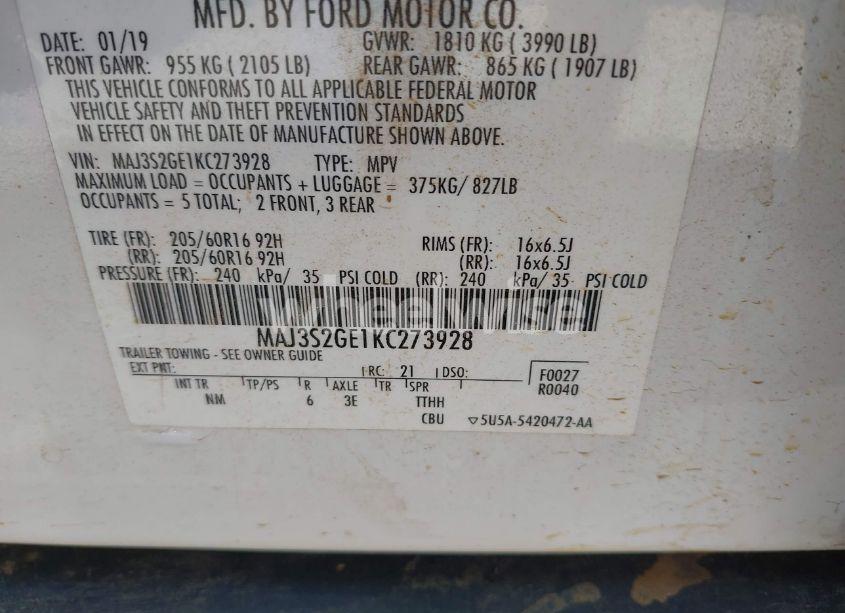 MFD. BY FORD MOTOR CO.
DATE: 01/19 GVWR: 1810 KG ( 3990 LB)
FRONT GAWR: 955 KG ( 2105 LB) REAR GAWR: 865 KG ( 1907 LB)
THIS VEHICLE CONFORMS TO ALL APPLICABLE FEDERAL MOTOR
VEHICLE SAFETY AND THEFT PREVENTION STANDARDS
IN EFFECT ON THE DATE OF MANUFACTURE SHOWN ABOVE.
VIN: MAJ3S2GE1KC273928 TYPE: MPV
MAXIMUM LOAD = OCCUPANTS + LUGGAGE = 375KG/ 827LB
OCCUPANTS = 5 TOTAL; 2 FRONT, 3 REAR
TIRE (FR): 205/60R16 92H RIMS (FR): 16x6.5J
(RR): 205/60R16 92H (RR): 16x6.5J
PRESSURE (FR): 240 kPa/ 35 PSI COLD (RR): 240 kPa/ 35 PSI COLD
WheelWise
MAJ3S2GE1KC273928
TRAILER TOWING - SEE OWNER GUIDE
EXT PNT: RC: 21 DSO: F0027
INT TR TP/PS R AXLE TR SPR R0040
NM 6 3E TTHH
CBU ▽5U5A-5420472-AA